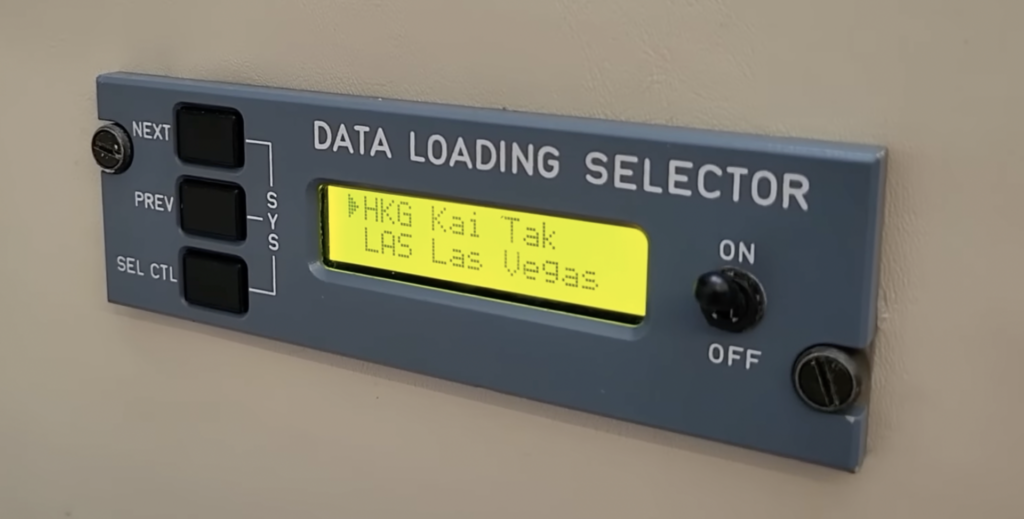 DATA LOADING SELECTOR
NEXT
PREV
SEL CTL
SYS
HKG Kai Tak
LAS Las Vegas
ON
OFF